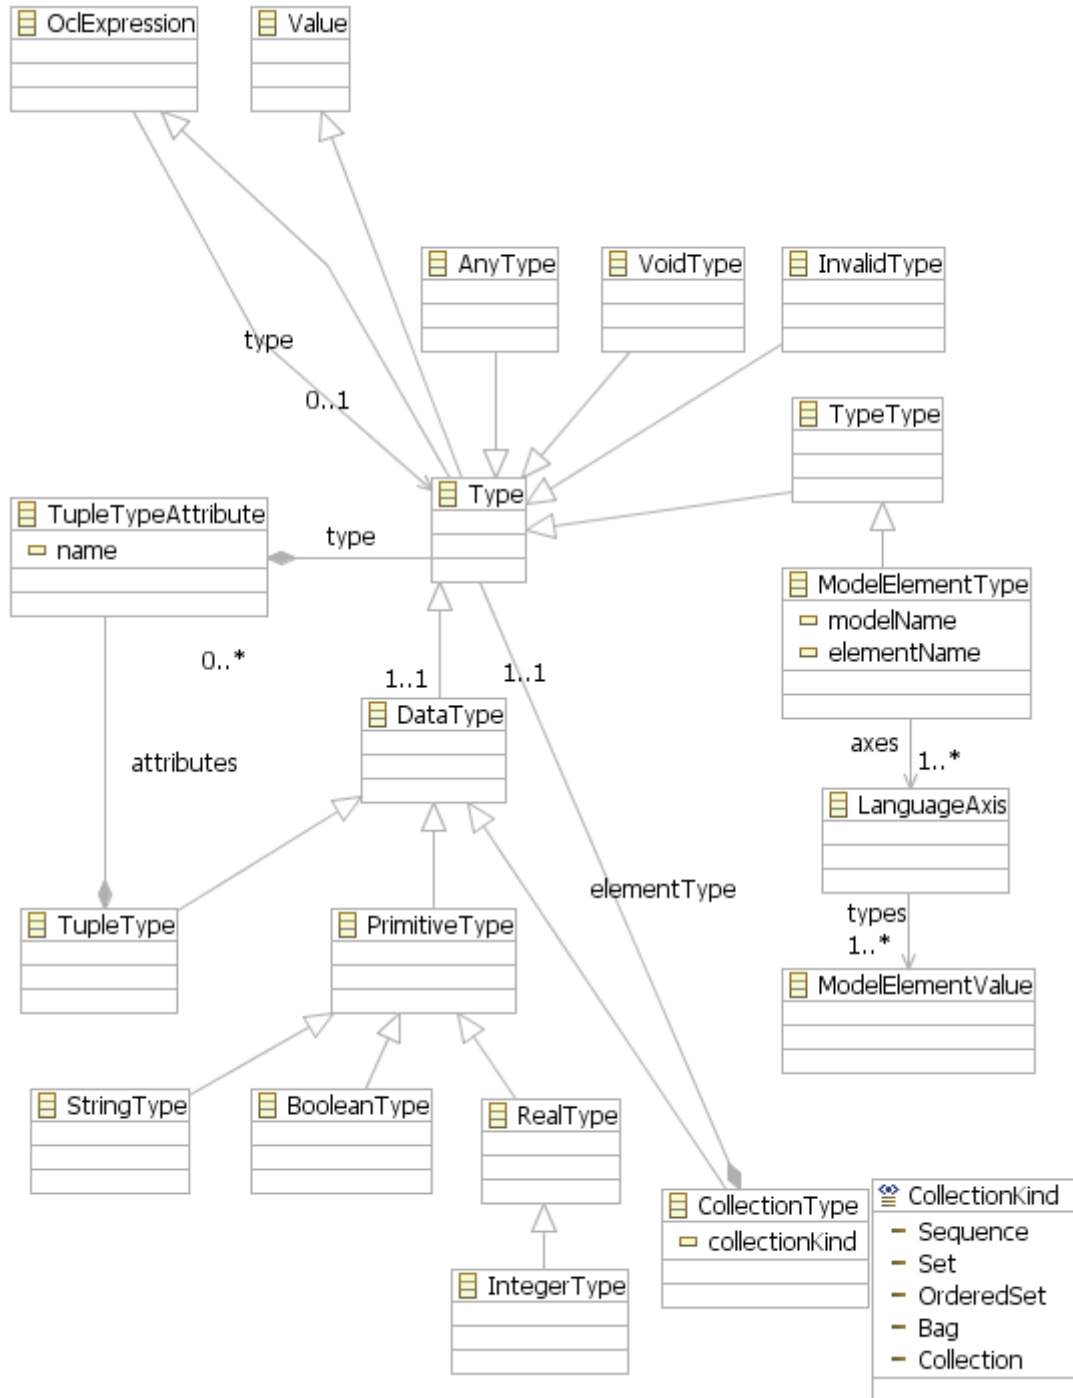 OclExpression
Value
type
0..1
AnyType
VoidType
InvalidType
TypeType
Type
TupleTypeAttribute
name
type
ModelElementType
modelName
elementName
0..*
1..1
1..1
DataType
attributes
axes
1..*
LanguageAxis
elementType
types
1..*
TupleType
PrimitiveType
ModelElementValue
StringType
BooleanType
RealType
CollectionType
collectionKind
CollectionKind
Sequence
Set
OrderedSet
Bag
Collection
IntegerType